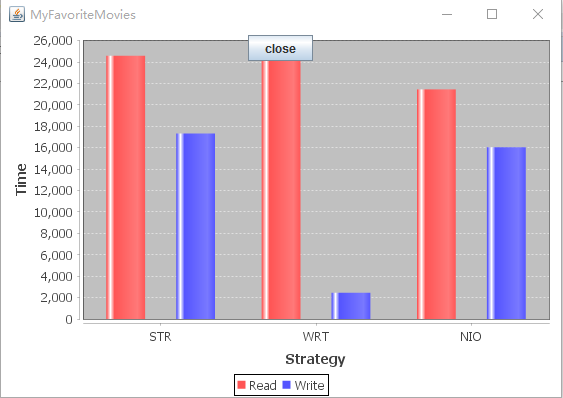 MyFavoriteMovies
close
26,000
24,000
22,000
20,000
18,000
16,000
14,000
12,000
10,000
8,000
6,000
4,000
2,000
0
Time
STR WRT NIO
Strategy
Read Write